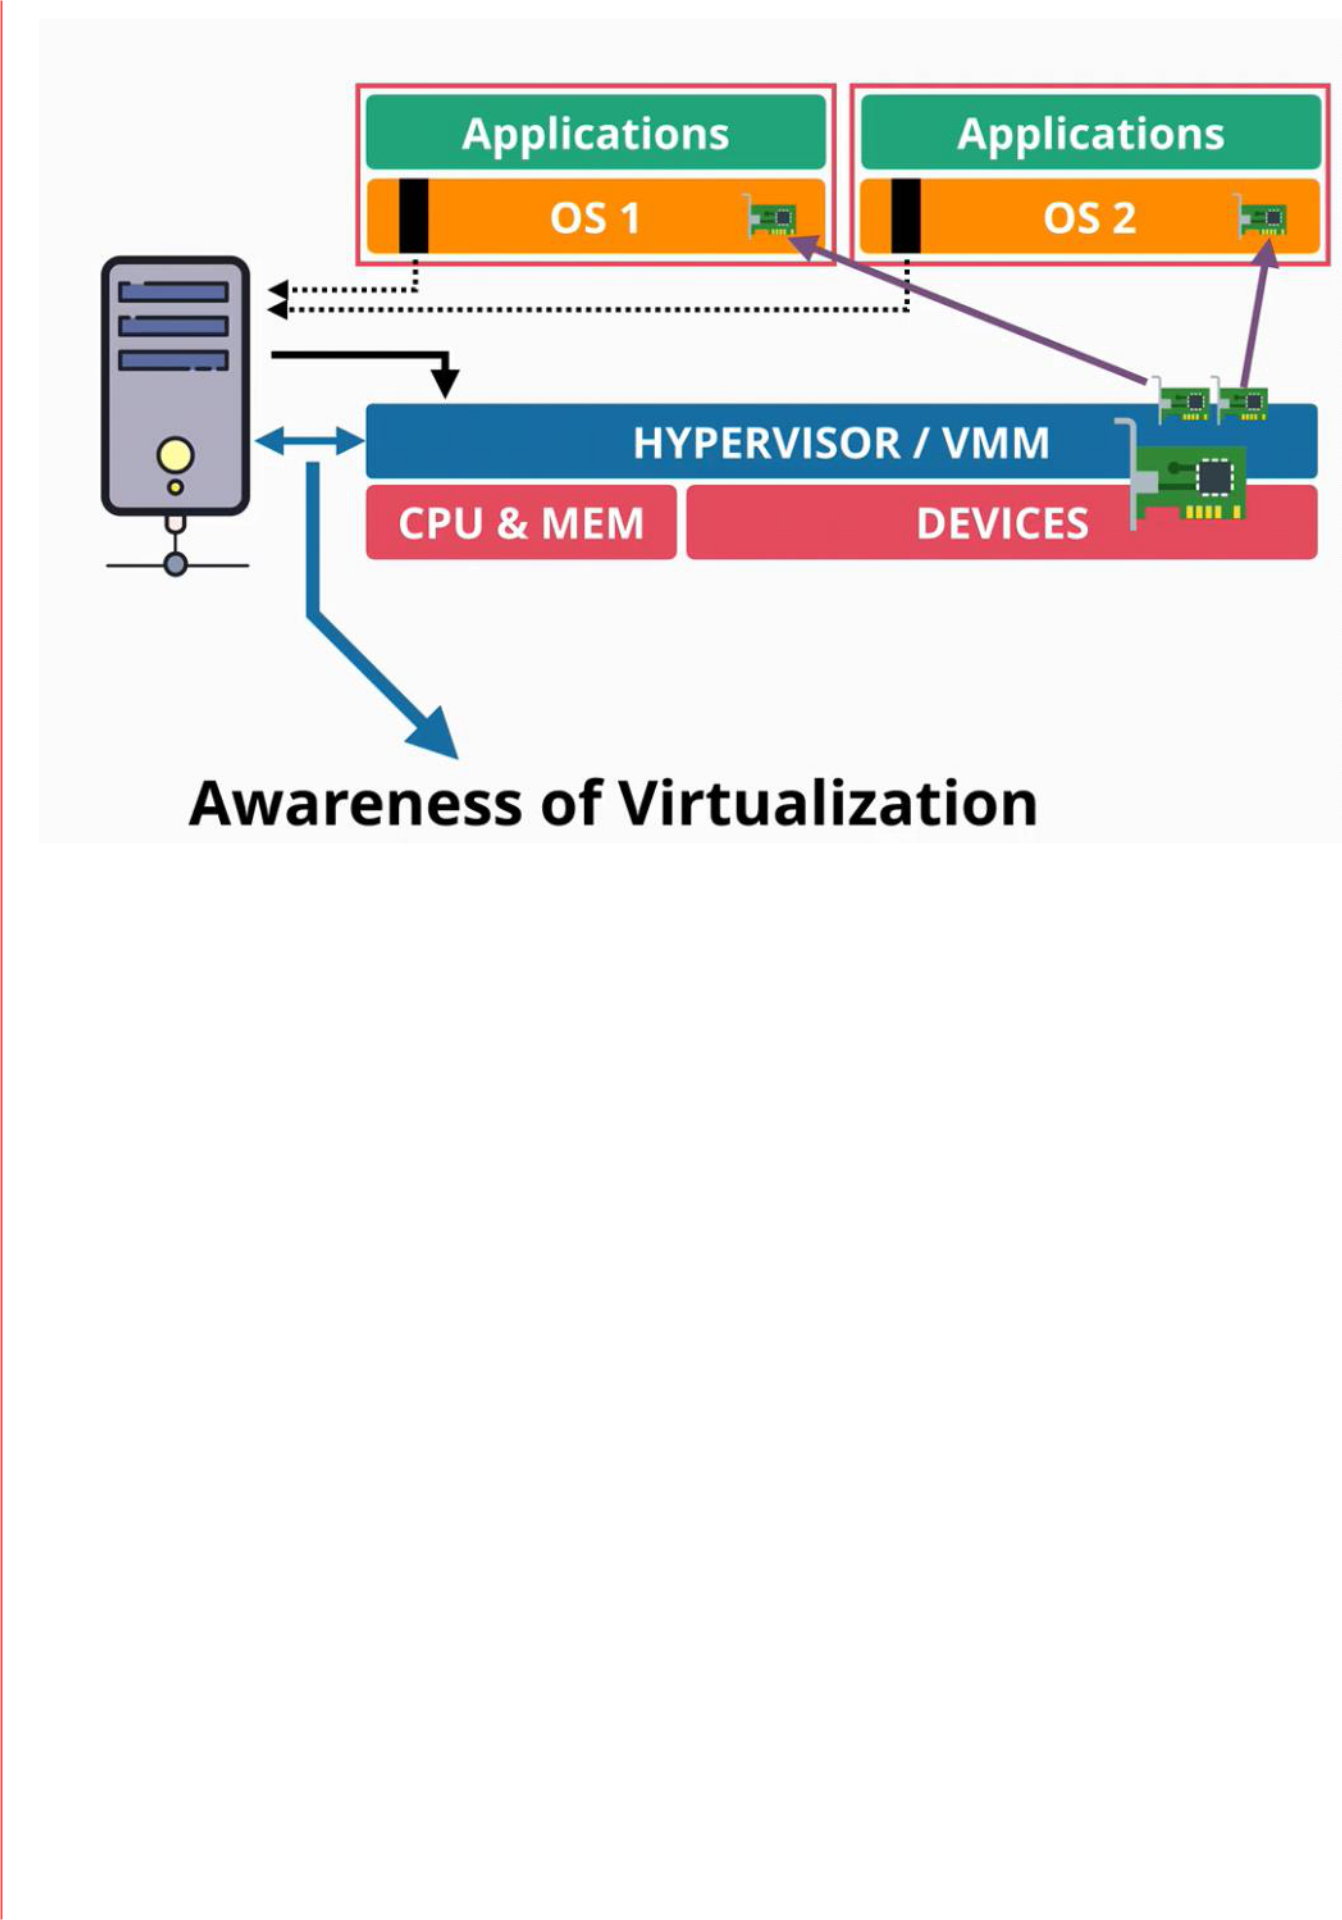 Applications
Applications
OS 1
OS 2
HYPERVISOR / VMM
CPU & MEM
DEVICES
Awareness of Virtualization